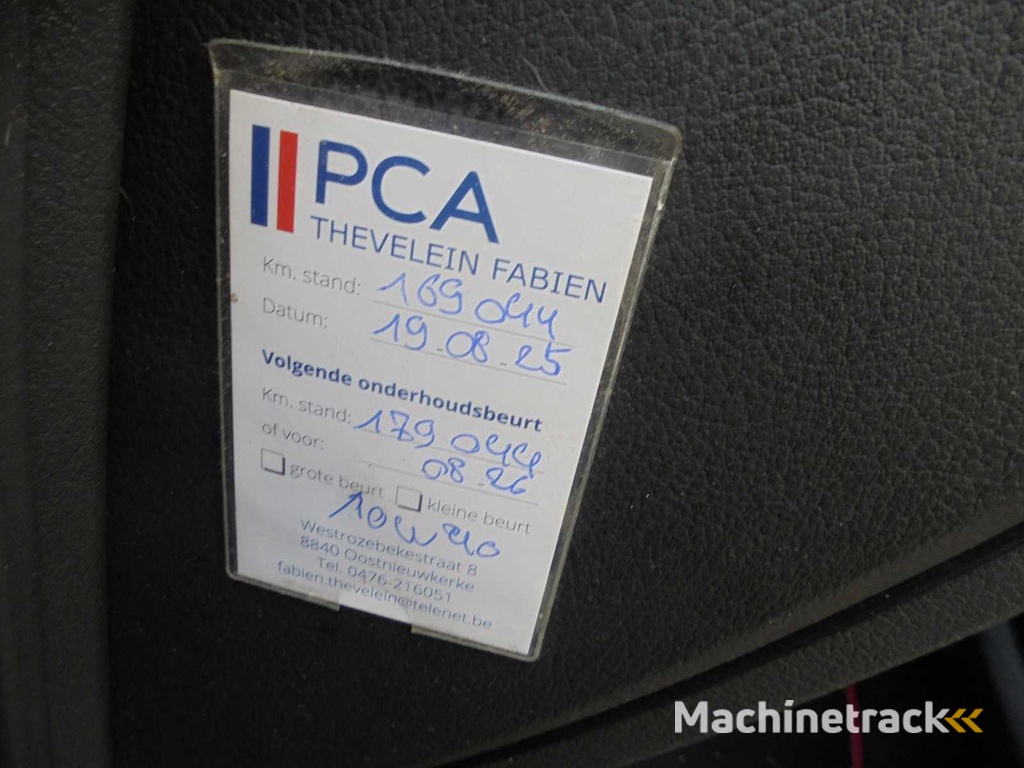 PCA
THEVELEIN FABIEN
Km. stand: 169 044
Datum: 19-08-25
Volgende onderhoudsbeurt
Km. stand: 179 044
of voor: 08-26
grote beurt kleine beurt
10W40
Westrozebekestraat 8
8840 Oostnieuwkerke
Tel. 0476-216051
fabien.thevelein@telenet.be
Machinetrack